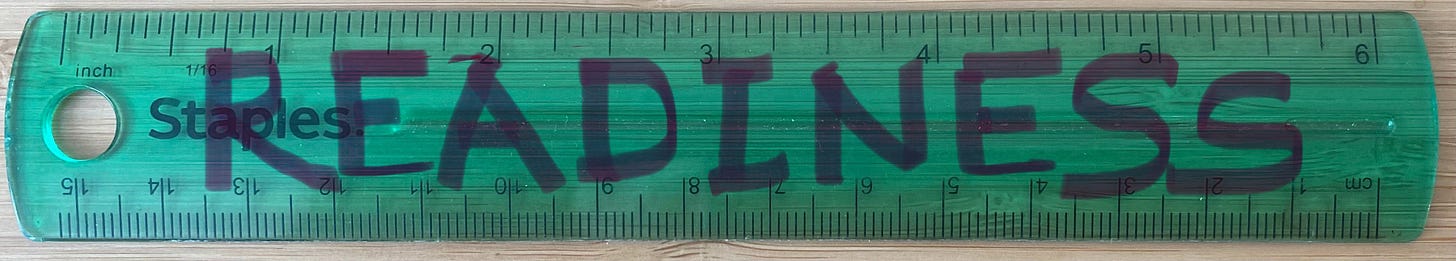 1 2 3 4 5 6
inch 1/16
Staples.
READINESS
15 14 13 12 11 10 9 8 7 6 5 4 3 2 1 cm